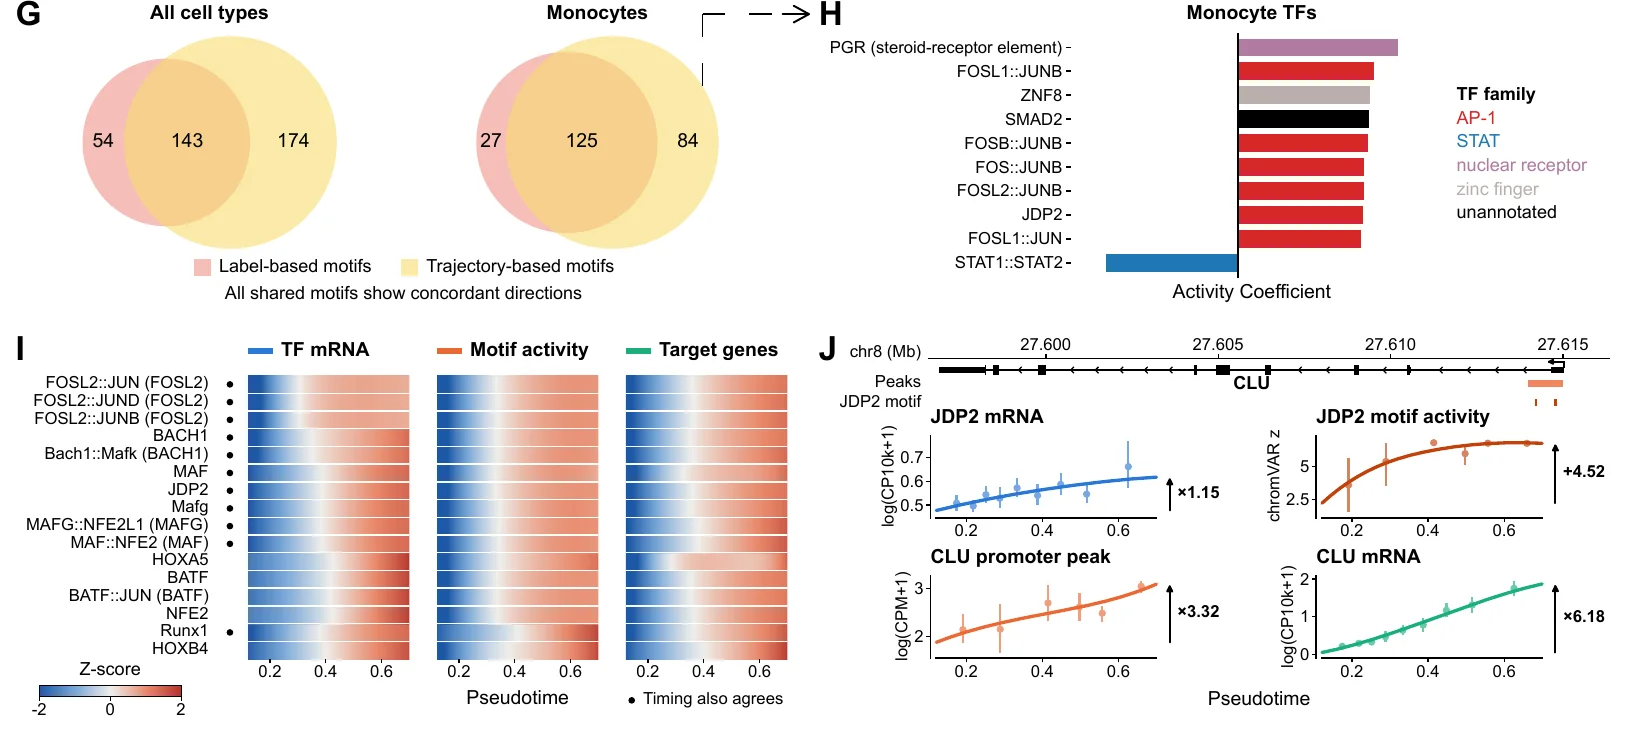 G
All cell types
54
143
174
Monocytes
27
125
84
Label-based motifs
Trajectory-based motifs
All shared motifs show concordant directions
H
Monocyte TFs
PGR (steroid-receptor element)
FOSL1::JUNB
ZNF8
SMAD2
FOSB::JUNB
FOS::JUNB
FOSL2::JUNB
JDP2
FOSL1::JUN
STAT1::STAT2
Activity Coefficient
TF family
AP-1
STAT
nuclear receptor
zinc finger
unannotated
I
TF mRNA
Motif activity
Target genes
FOSL2::JUN (FOSL2)
FOSL2::JUND (FOSL2)
FOSL2::JUNB (FOSL2)
BACH1
Bach1::Mafk (BACH1)
MAF
JDP2
Mafg
MAFG::NFE2L1 (MAFG)
MAF::NFE2 (MAF)
HOXA5
BATF
BATF::JUN (BATF)
NFE2
Runx1
HOXB4
0.2 0.4 0.6
0.2 0.4 0.6
0.2 0.4 0.6
Z-score
-2 0 2
Pseudotime
● Timing also agrees
J
chr8 (Mb)
27.600 27.605 27.610 27.615
Peaks
CLU
JDP2 motif
JDP2 mRNA
log(CP10k+1)
0.7
0.6
0.5
0.2 0.4 0.6
×1.15
JDP2 motif activity
chromVAR z
5
2.5
0.2 0.4 0.6
+4.52
CLU promoter peak
log(CPM+1)
3
2
0.2 0.4 0.6
×3.32
CLU mRNA
log(CP10k+1)
2
1
0
0.2 0.4 0.6
×6.18
Pseudotime